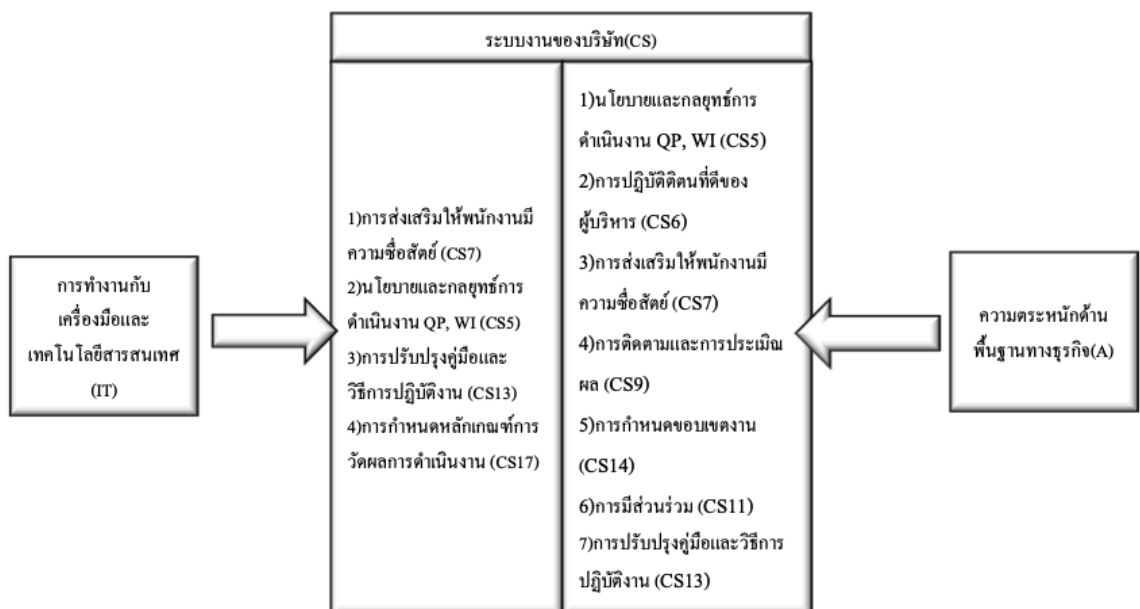 ระบบงานของบริษัท(CS)
การทำงานกับ
เครื่องมือและ
เทคโนโลยีสารสนเทศ
(IT)
1)การส่งเสริมให้พนักงานมี
ความซื่อสัตย์ (CS7)
2)นโยบายและกลยุทธ์การ
ดำเนินงาน QP, WI (CS5)
3)การปรับปรุงคู่มือและ
วิธีการปฏิบัติงาน (CS13)
4)การกำหนดหลักเกณฑ์การ
วัดผลการดำเนินงาน (CS17)
1)นโยบายและกลยุทธ์การ
ดำเนินงาน QP, WI (CS5)
2)การปฏิบัติติตนที่ดีของ
ผู้บริหาร (CS6)
3)การส่งเสริมให้พนักงานมี
ความซื่อสัตย์ (CS7)
4)การติดตามและการประเมิณ
ผล (CS9)
5)การกำหนดขอบเขตงาน
(CS14)
6)การมีส่วนร่วม (CS11)
7)การปรับปรุงคู่มือและวิธีการ
ปฏิบัติงาน (CS13)
ความตระหนักด้าน
พื้นฐานทางธุรกิจ(A)